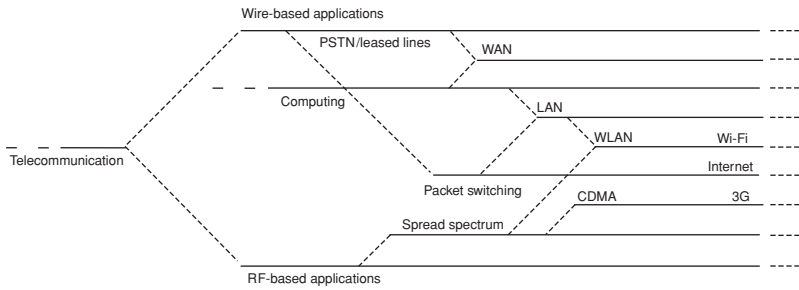 Wire-based applications
PSTN/leased lines
WAN
Computing
LAN
WLAN
Wi-Fi
Telecommunication
Internet
Packet switching
CDMA
3G
Spread spectrum
RF-based applications